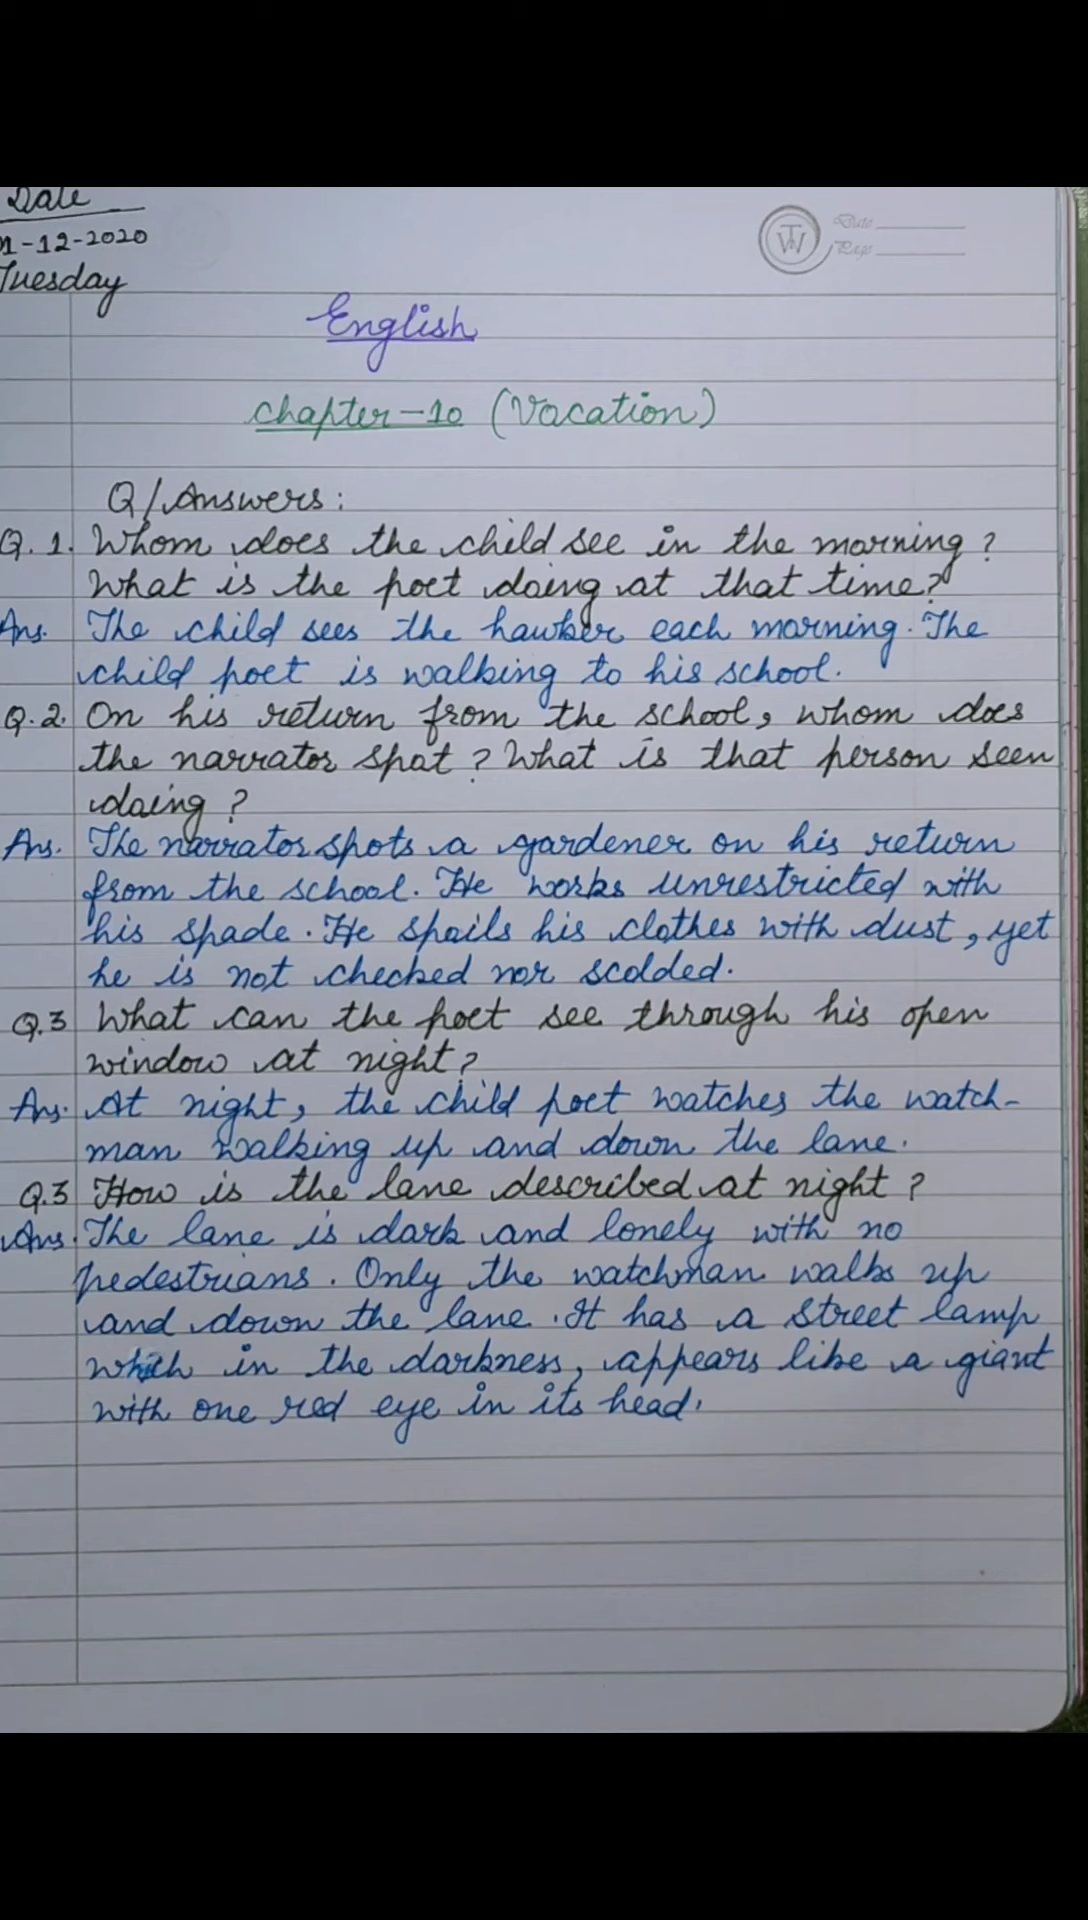 Date
01-12-2020
Tuesday
Date
Page
English
Chapter-10 (Vocation)
Q/Answers:
Q.1. Whom does the child see in the morning?
What is the poet doing at that time?
Ans. The child sees the hawker each morning. The
child poet is walking to his school.
Q.2. On his return from the school, whom does
the narrator spot? What is that person seen
doing?
Ans. The narrator spots a gardener on his return
from the school. He works unrestricted with
his spade. He spoils his clothes with dust, yet
he is not checked nor scolded.
Q.3 What can the poet see through his open
window at night?
Ans. At night, the child poet watches the watch-
man walking up and down the lane.
Q.3 How is the lane described at night?
Ans. The lane is dark and lonely with no
pedestrians. Only the watchman walks up
and down the lane. It has a street lamp
which in the darkness, appears like a giant
with one red eye in its head.